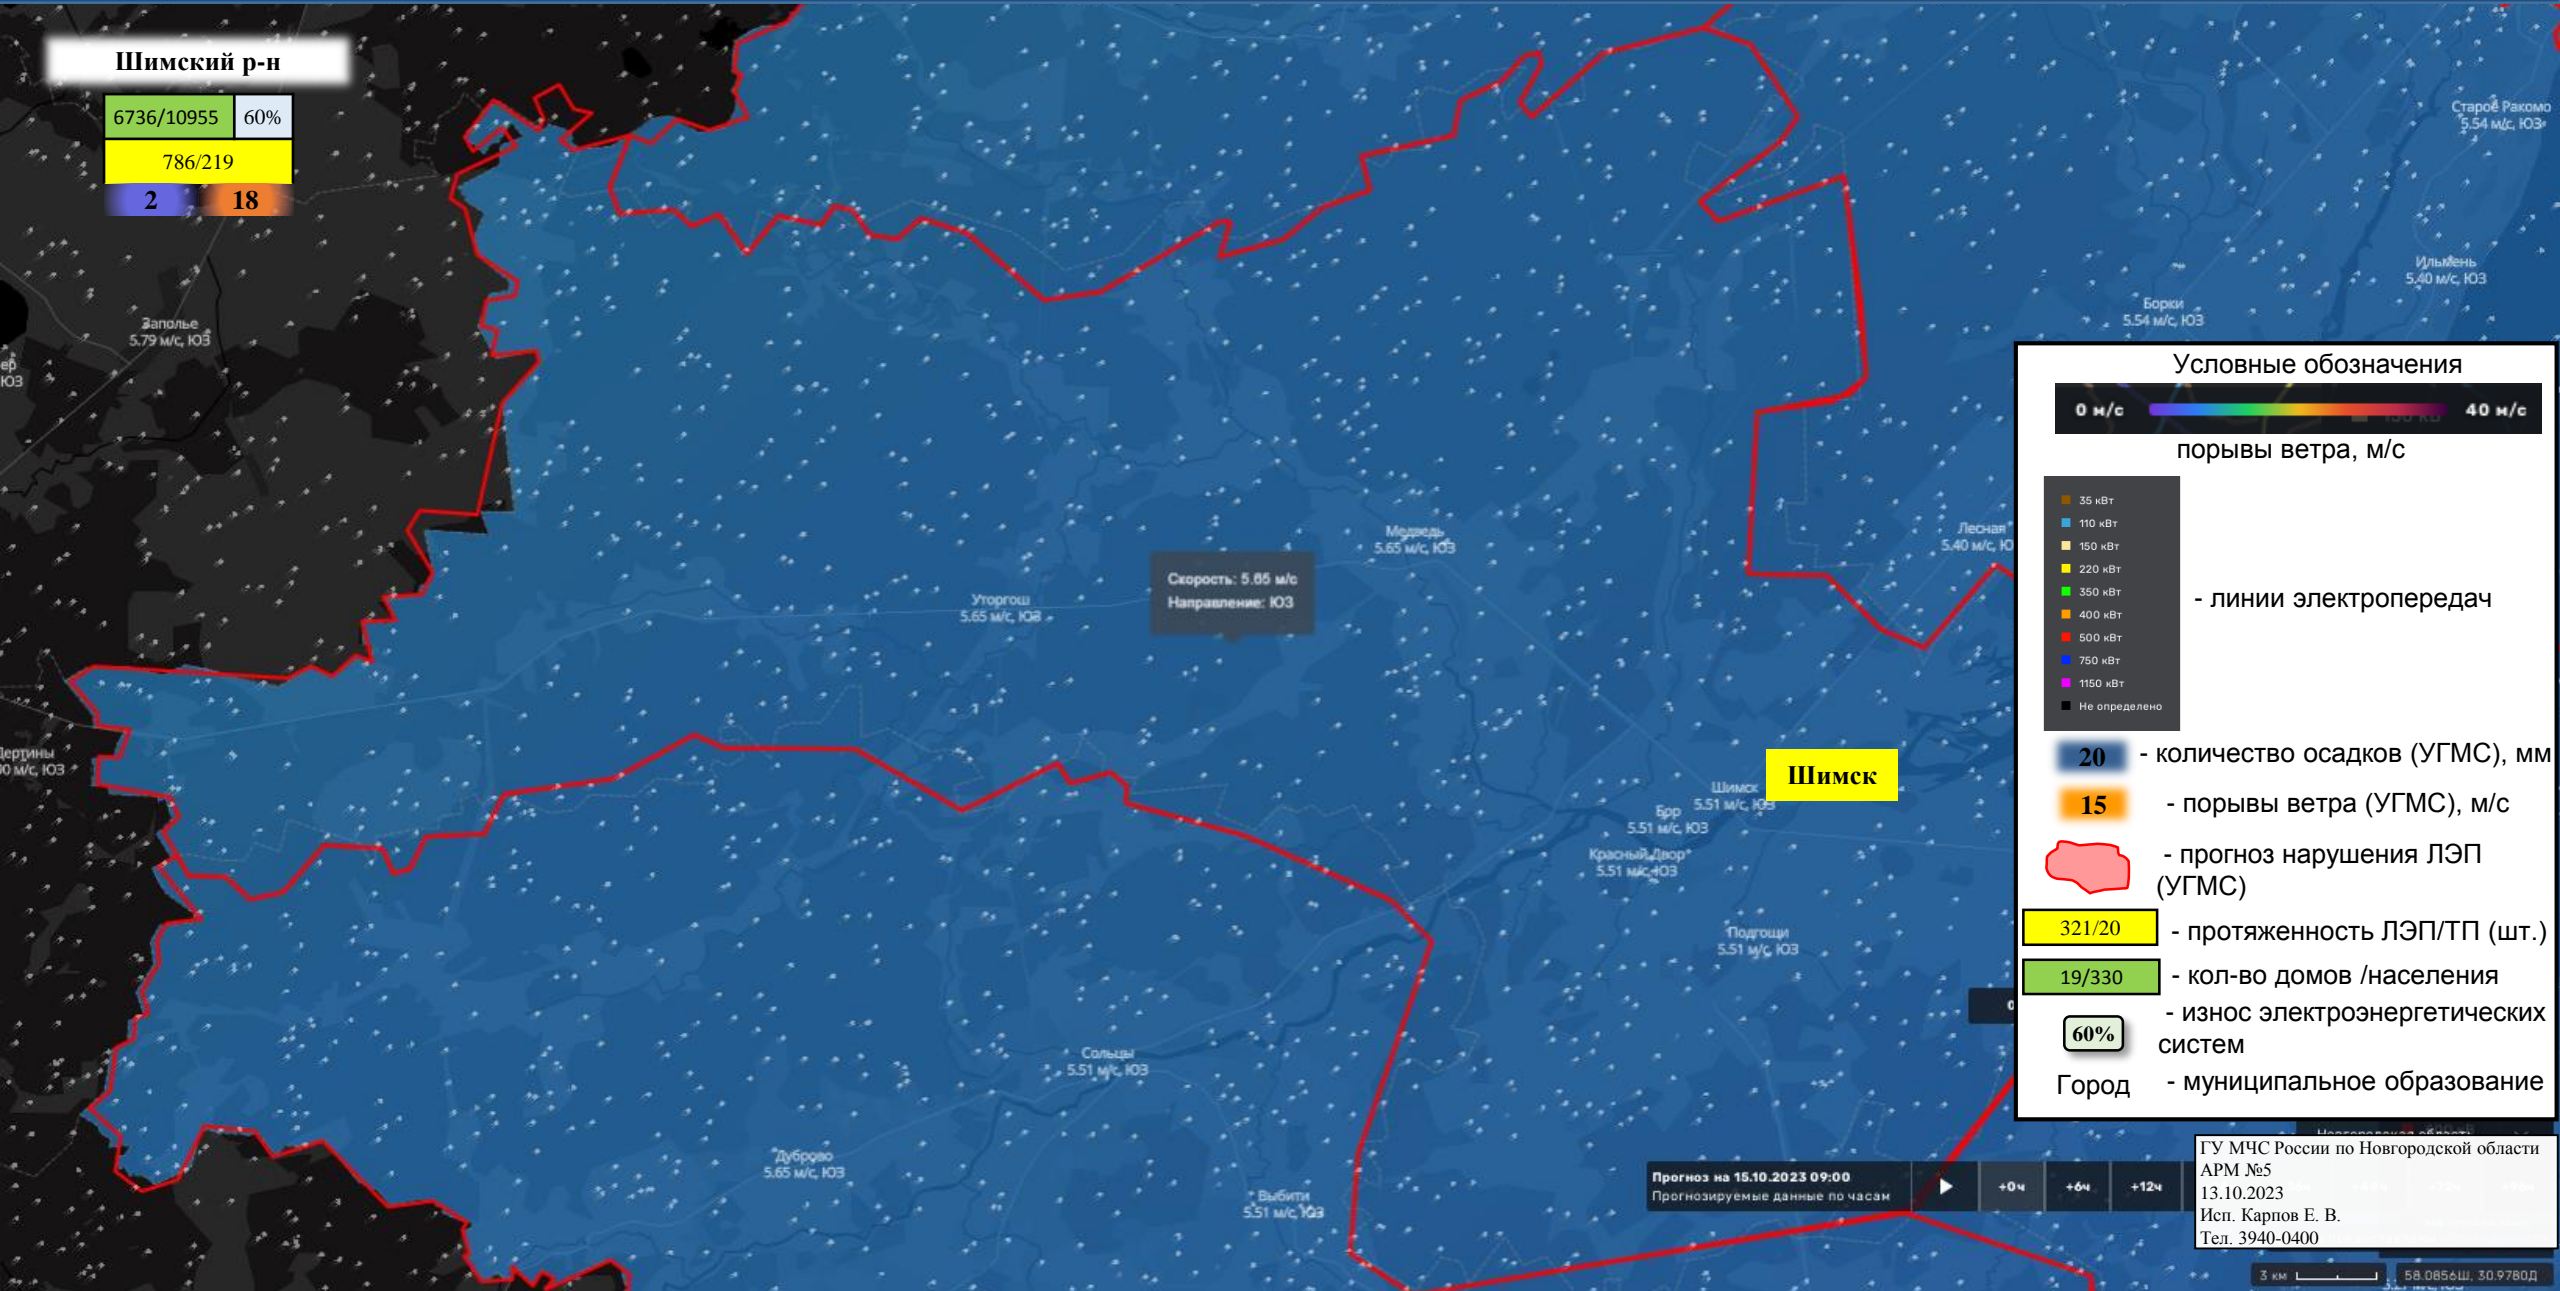 Шимский р-н
6736/10955 60%
786/219
2 18
Старое Ракомо
5.54 м/с, ЮЗ
Ильмень
5.40 м/с, ЮЗ
Борки
5.54 м/с, ЮЗ
Заполье
5.79 м/с, ЮЗ
ЮЗ
Медведь
5.65 м/с, ЮЗ
Лесная
5.40 м/с, Ю
Скорость: 5.65 м/с
Направление: ЮЗ
Уторгош
5.65 м/с, ЮЗ
Дертины
0 м/с, ЮЗ
Шимск
Шимск
5.51 м/с, ЮЗ
Бор
5.51 м/с, ЮЗ
Красный Двор
5.51 м/с, ЮЗ
Подгощи
5.51 м/с, ЮЗ
Сольцы
5.51 м/с, ЮЗ
Дуброво
5.65 м/с, ЮЗ
Выбити
5.51 м/с, ЮЗ
Условные обозначения
0 м/с 40 м/с
порывы ветра, м/с
35 кВт
110 кВт
150 кВт
220 кВт
350 кВт
400 кВт
500 кВт
750 кВт
1150 кВт
Не определено
- линии электропередач
20 - количество осадков (УГМС), мм
15 - порывы ветра (УГМС), м/с
- прогноз нарушения ЛЭП
(УГМС)
321/20 - протяженность ЛЭП/ТП (шт.)
19/330 - кол-во домов /населения
60% - износ электроэнергетических
систем
Город - муниципальное образование
Прогноз на 15.10.2023 09:00
Прогнозируемые данные по часам
+0ч +6ч +12ч
ГУ МЧС России по Новгородской области
АРМ №5
13.10.2023
Исп. Карпов Е. В.
Тел. 3940-0400
3 км 58.0856Ш, 30.9780Д